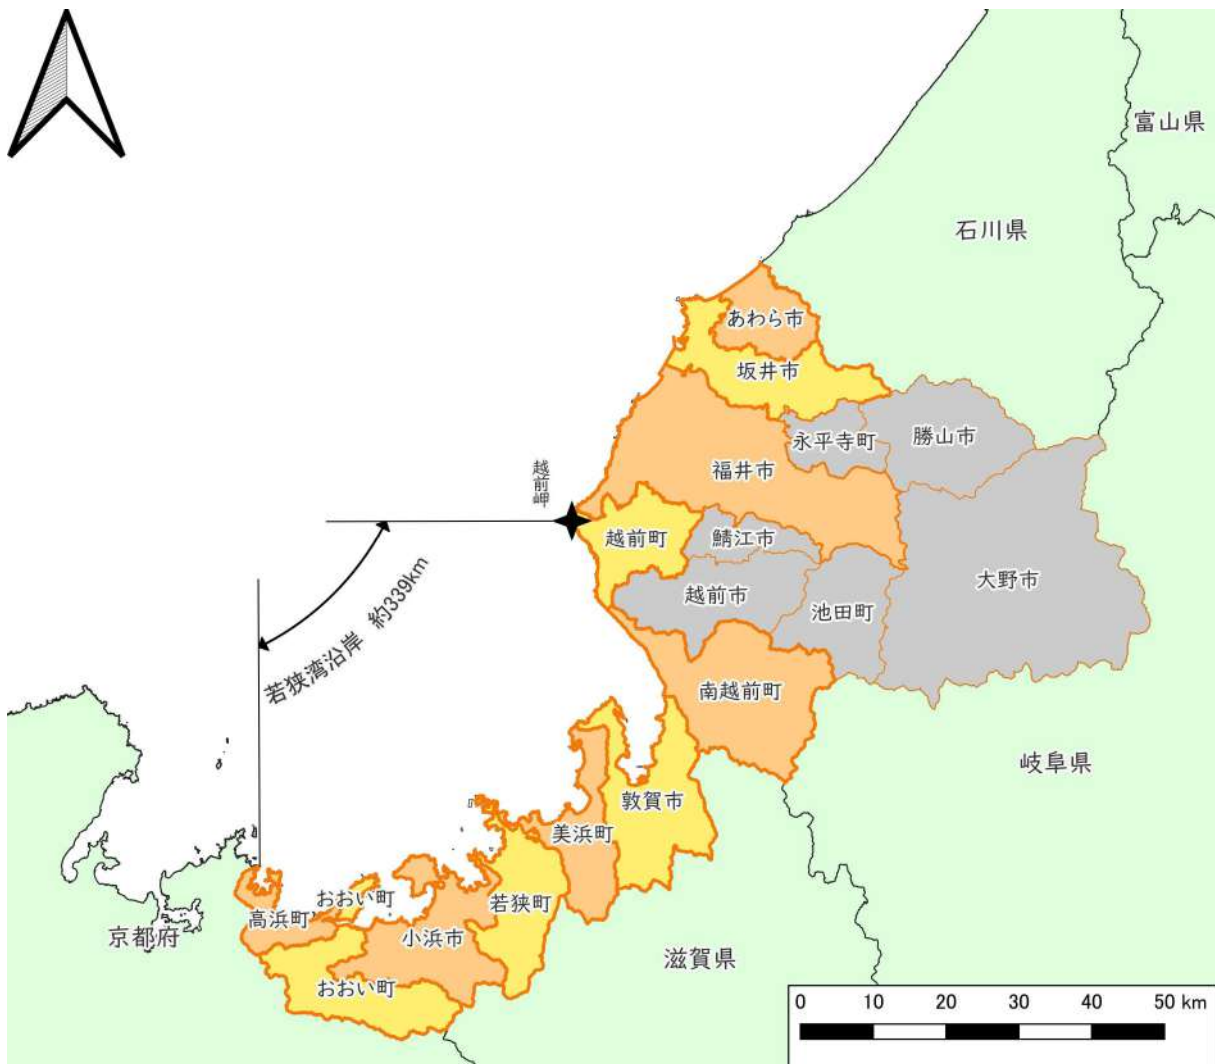 富山県
石川県
あわら市
坂井市
永平寺町
勝山市
福井市
越前岬
越前町
鯖江市
大野市
越前市
池田町
若狭湾沿岸 約339km
南越前町
岐阜県
敦賀市
美浜町
おおい町
若狭町
高浜町
京都府
小浜市
滋賀県
おおい町
0 10 20 30 40 50 km